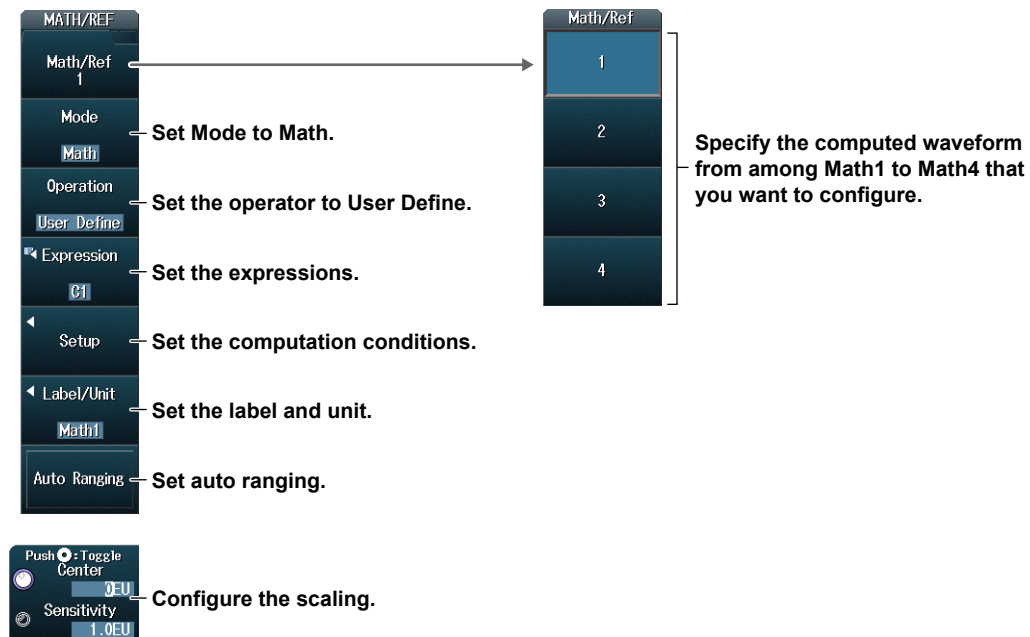 MATH/REF
Math/Ref
1
Mode
Math
Set Mode to Math.
Operation
User Define
Set the operator to User Define.
Expression
C1
Set the expressions.
Setup
Set the computation conditions.
Label/Unit
Math1
Set the label and unit.
Auto Ranging
Set auto ranging.
Push :Toggle
Center
0EU
Sensitivity
1.0EU
Configure the scaling.
Math/Ref
1
2
3
4
Specify the computed waveform
from among Math1 to Math4 that
you want to configure.